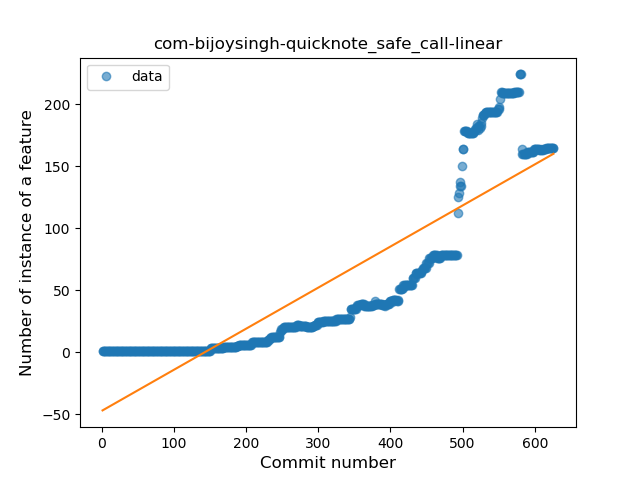 com-bijoysingh-quicknote_safe_call-linear
data
Number of instance of a feature
200
150
100
50
0
−50
0 100 200 300 400 500 600
Commit number